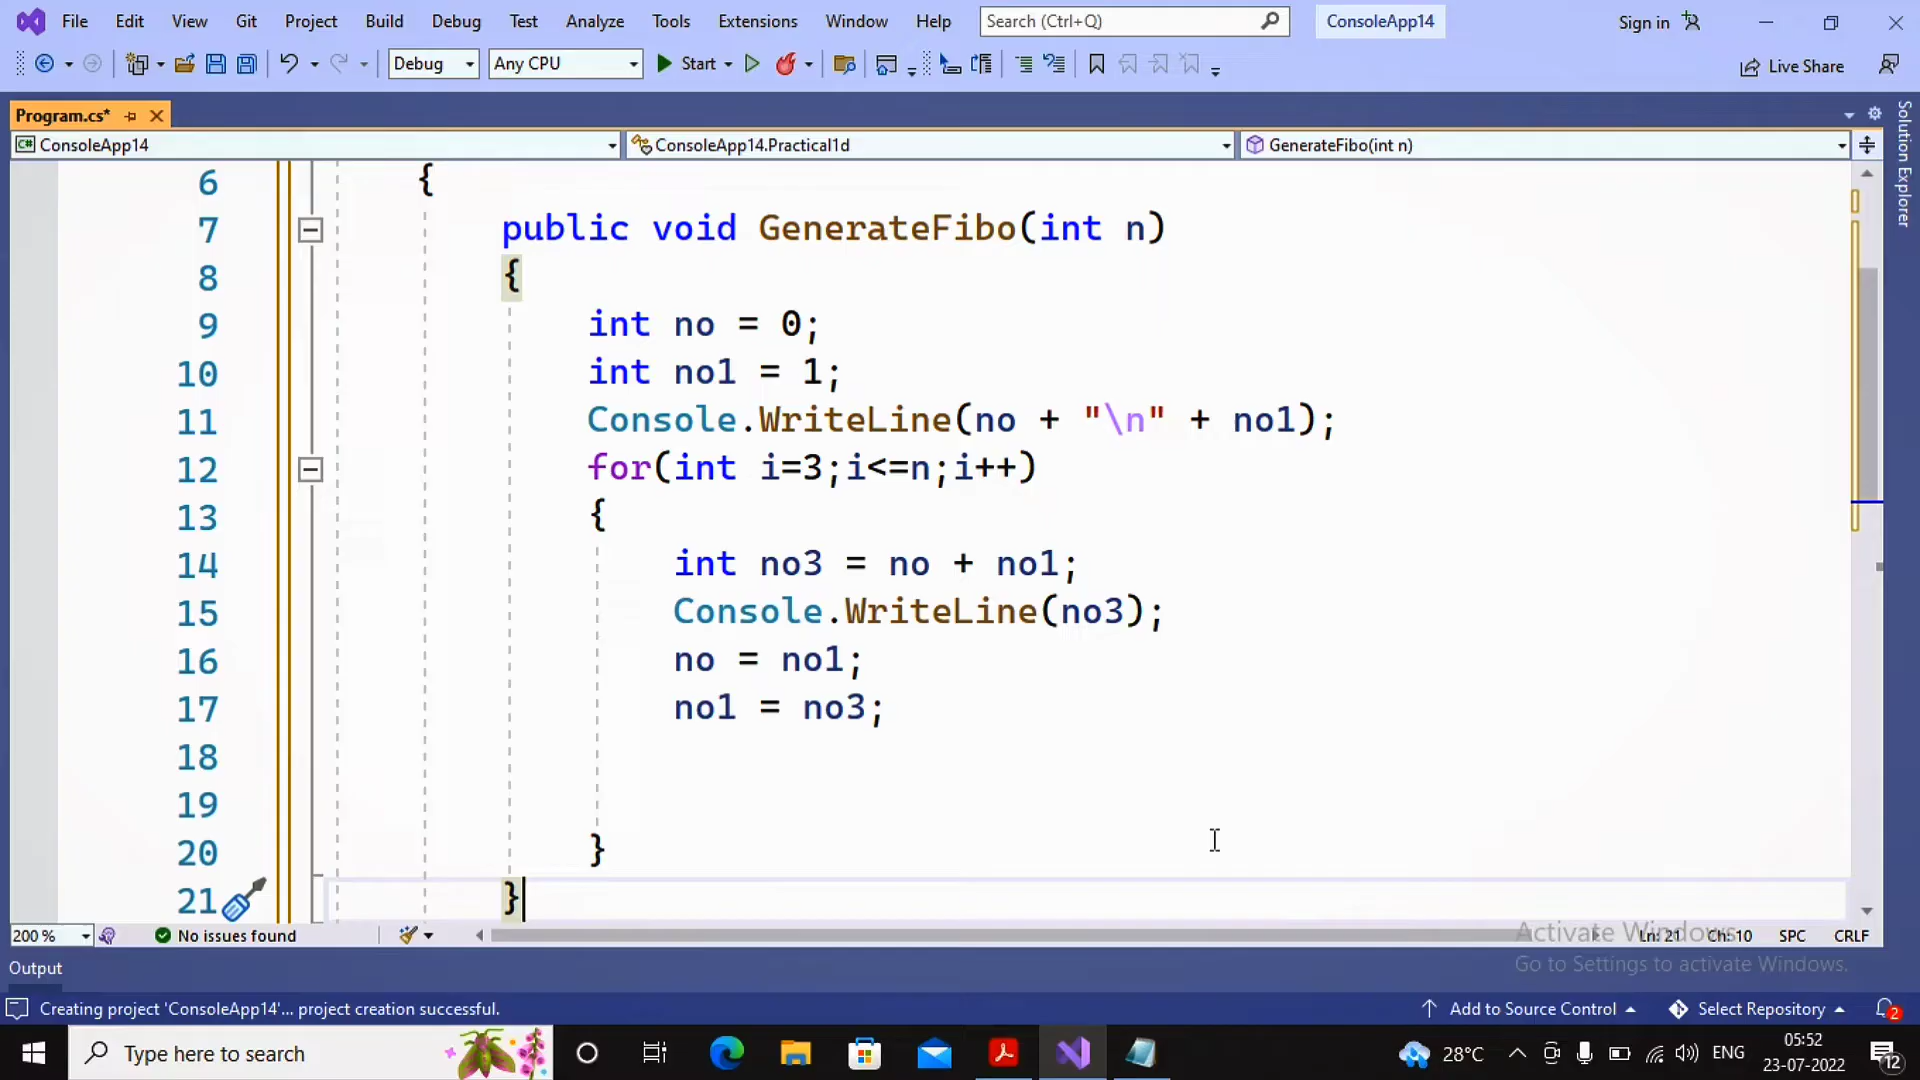 File Edit View Git Project Build Debug Test Analyze Tools Extensions Window Help Search (Ctrl+Q) ConsoleApp14 Sign in
Debug Any CPU Start Live Share
Program.cs*
ConsoleApp14 ConsoleApp14.Practical1d GenerateFibo(int n)
Solution Explorer
6 {
7 public void GenerateFibo(int n)
8 {
9 int no = 0;
10 int no1 = 1;
11 Console.WriteLine(no + "\n" + no1);
12 for(int i=3;i<=n;i++)
13 {
14 int no3 = no + no1;
15 Console.WriteLine(no3);
16 no = no1;
17 no1 = no3;
18
19
20 }
21 }
200 % No issues found Ln: 21 Ch: 10 SPC CRLF
Activate Windows
Go to Settings to activate Windows.
Output
Creating project 'ConsoleApp14'... project creation successful. Add to Source Control Select Repository 2
Type here to search 28°C ENG 05:52
23-07-2022 12